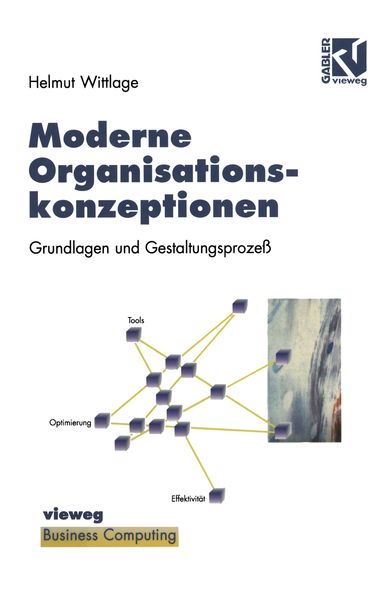 Helmut Wittlage
GABLER
vieweg
Moderne
Organisations-
konzeptionen
Grundlagen und Gestaltungsprozeß
Tools
Optimierung
Effektivität
vieweg
Business Computing